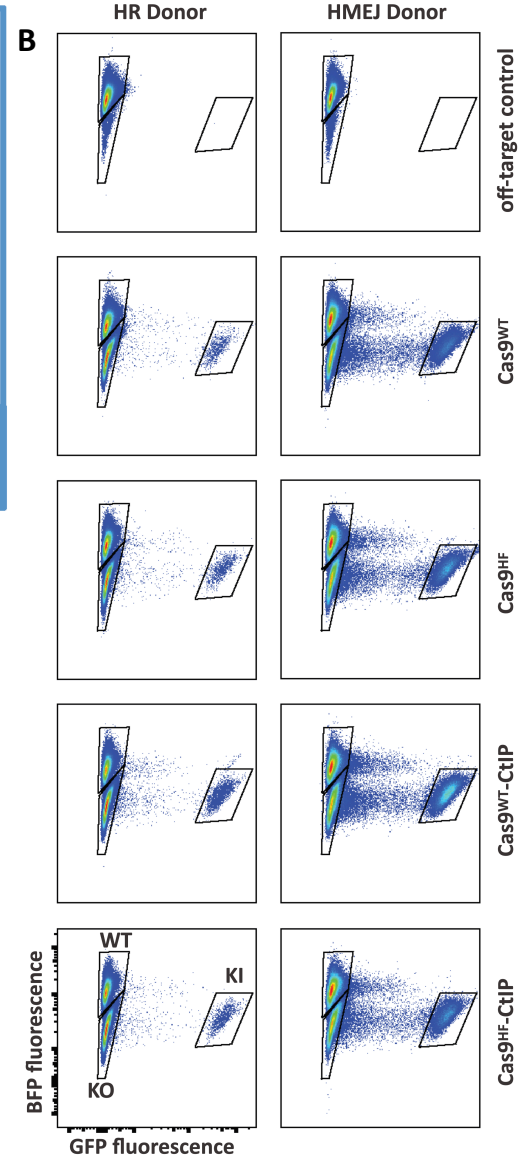 HR Donor HMEJ Donor
B
off-target control
Cas9WT
Cas9HF
Cas9WT-CtIP
WT
KI
KO
Cas9HF-CtIP
BFP fluorescence
GFP fluorescence